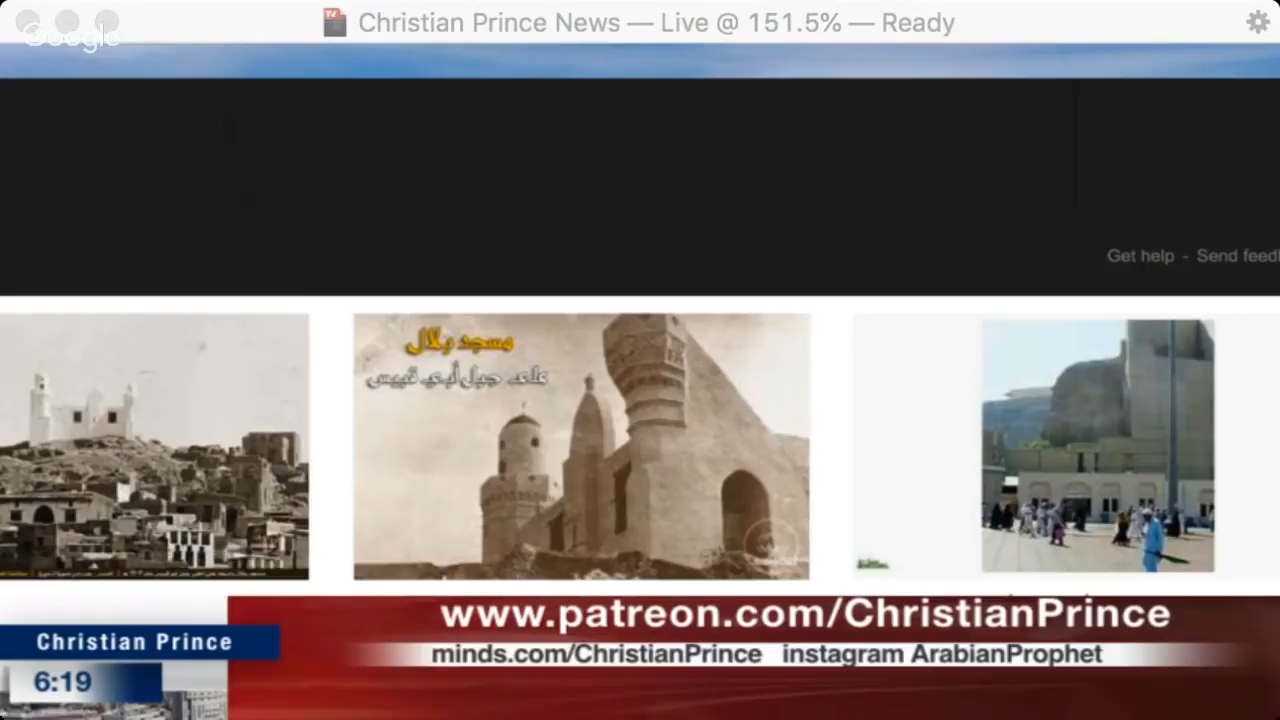 Christian Prince News — Live @ 151.5% — Ready
Google
Get help - Send feed
مسجد بلال
على جبل أبي قبيس
www.patreon.com/ChristianPrince
Christian Prince
minds.com/ChristianPrince instagram ArabianProphet
6:19